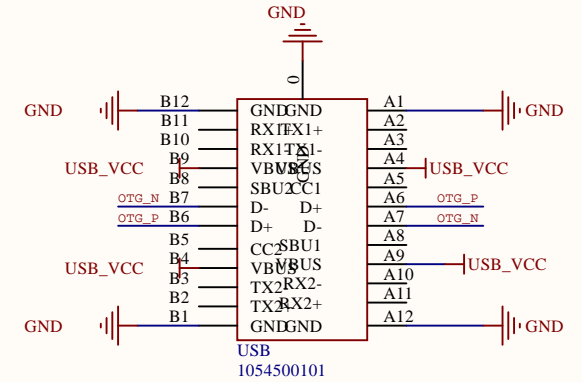 GND
0
GND B12 GND GND A1 GND
B11 RX1+ TX1+ A2
B10 RX1- TX1- A3
USB_VCC B9 VBUS VBUS A4 USB_VCC
GND
B8 SBU2 CC1 A5
OTG_N B7 D- D+ A6 OTG_P
OTG_P B6 D+ D- A7 OTG_N
B5 CC2 SBU1 A8
USB_VCC B4 VBUS VBUS A9 USB_VCC
B3 TX2- RX2- A10
B2 TX2+ RX2+ A11
GND B1 GND GND A12 GND
USB
1054500101